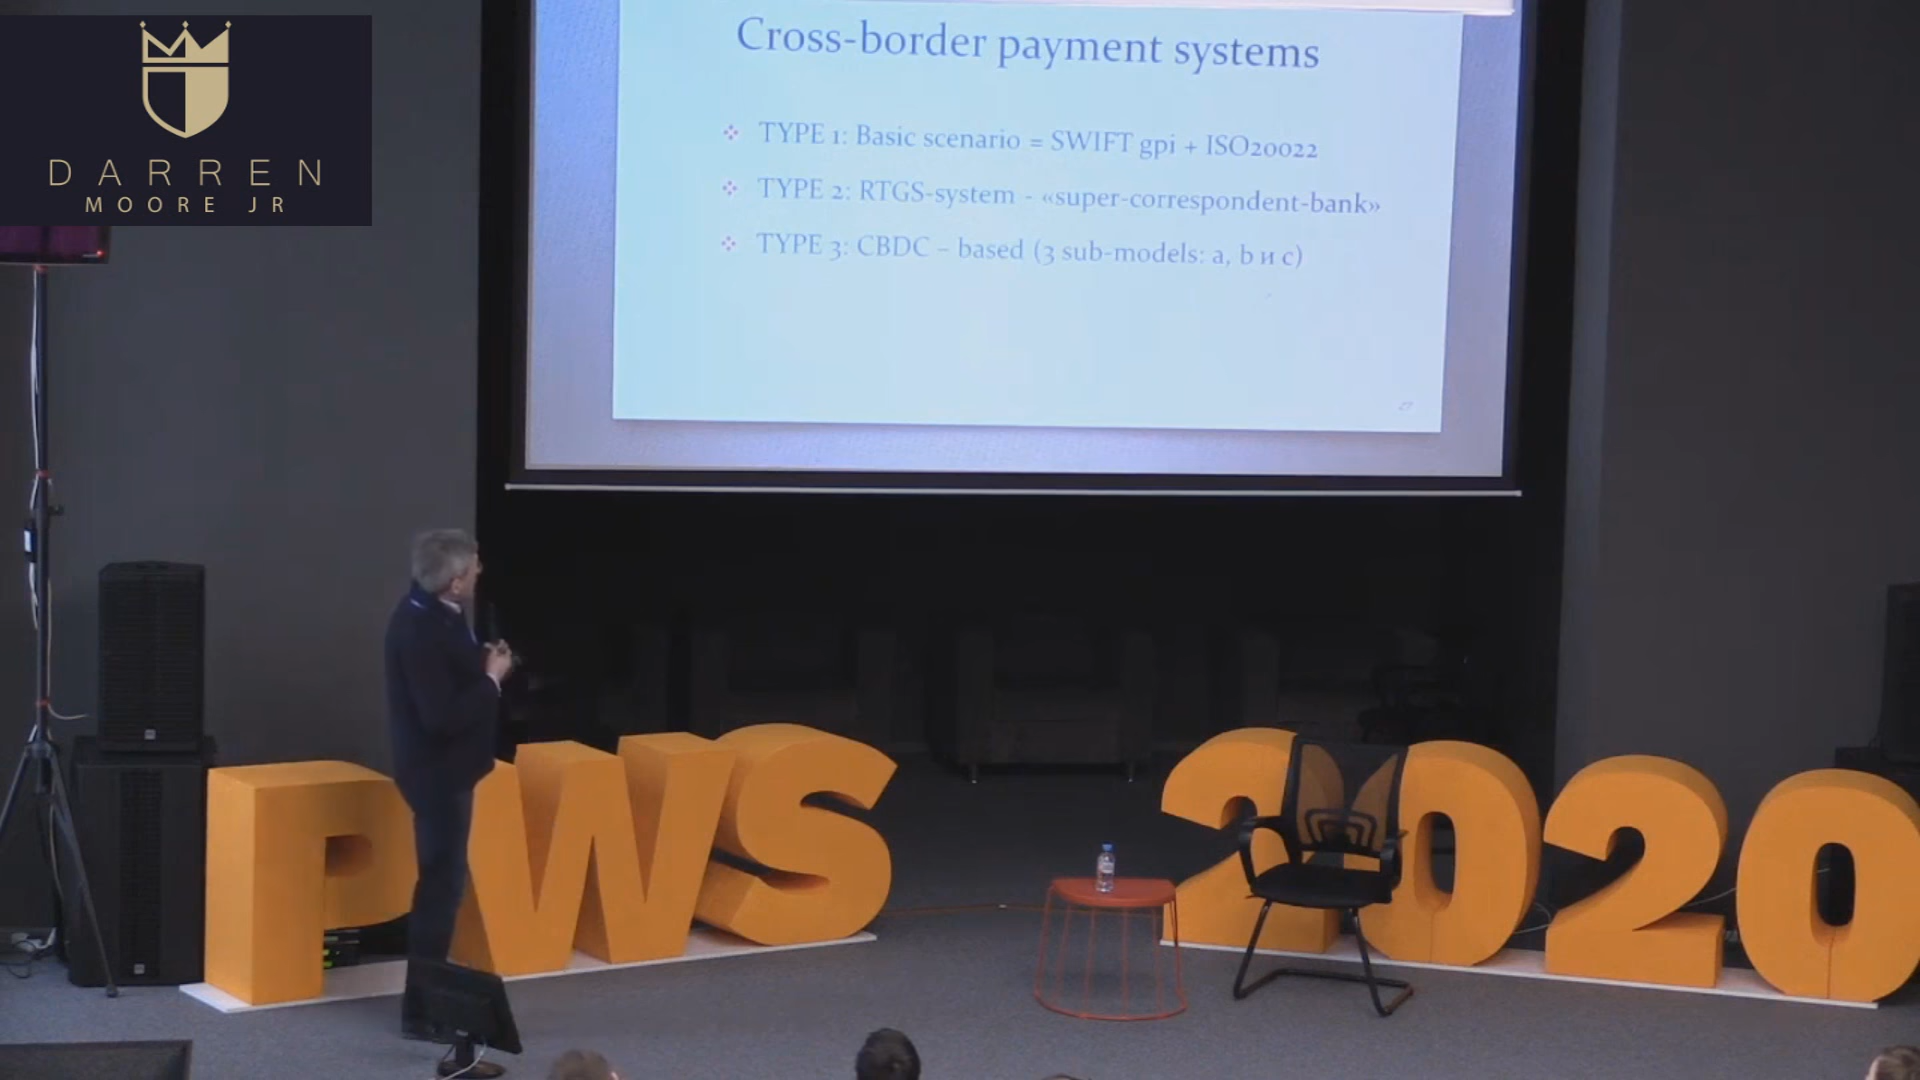 DARREN
MOORE JR
Cross-border payment systems
TYPE 1: Basic scenario = SWIFT gpi + ISO20022
TYPE 2: RTGS-system - «super-correspondent-bank»
TYPE 3: CBDC – based (3 sub-models: a, b и c)
27
PWS 2020